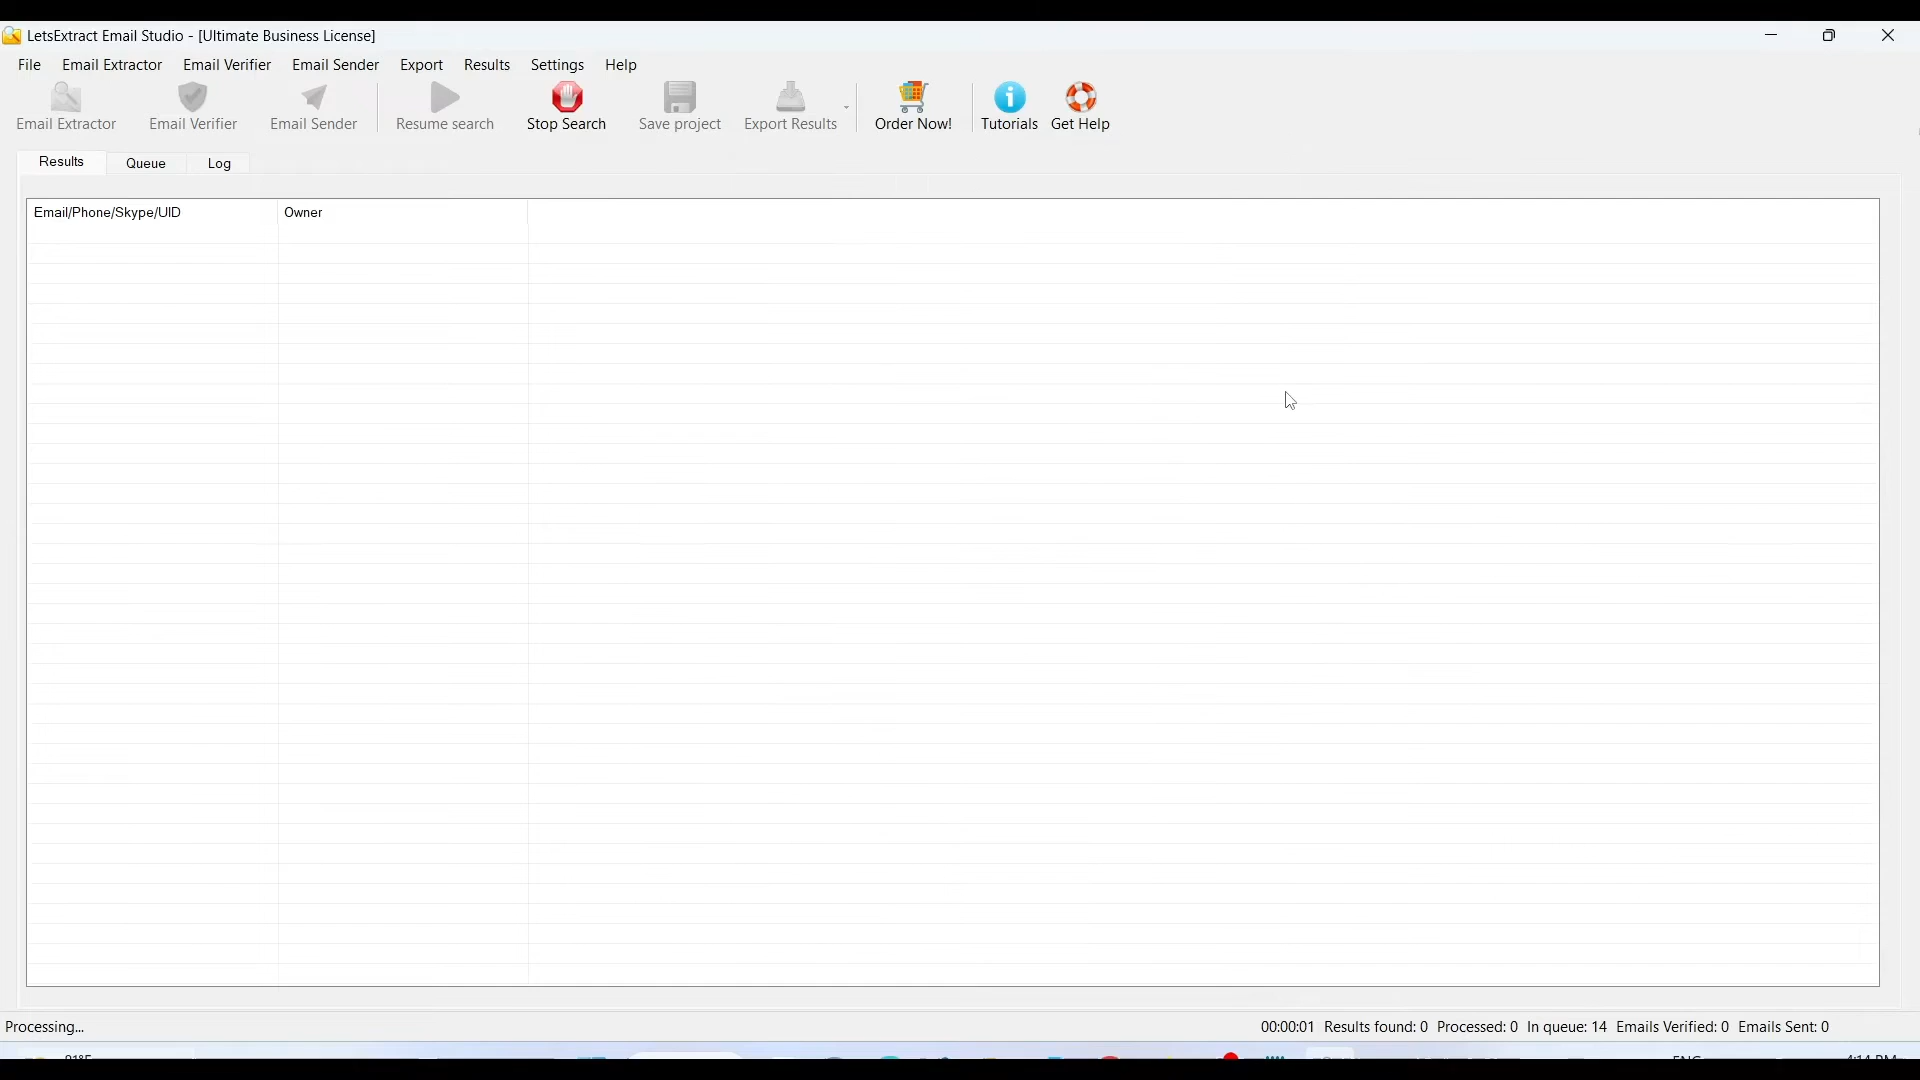 LetsExtract Email Studio - [Ultimate Business License]
File Email Extractor Email Verifier Email Sender Export Results Settings Help
Email Extractor Email Verifier Email Sender Resume search Stop Search Save project Export Results Order Now! Tutorials Get Help
Results Queue Log
Email/Phone/Skype/UID Owner
Processing... 00:00:01 Results found: 0 Processed: 0 In queue: 14 Emails Verified: 0 Emails Sent: 0